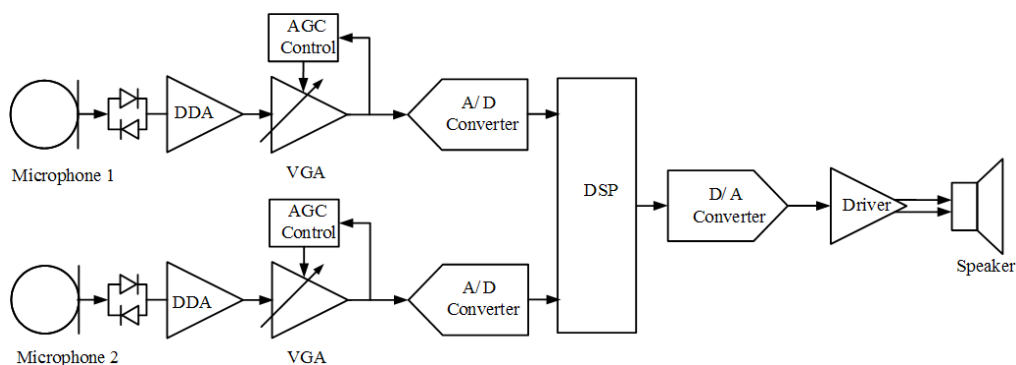 AGC
Control
DDA
A/D
Converter
Microphone 1
VGA
AGC
Control
DSP
D/A
Converter
Driver
Speaker
DDA
A/D
Converter
Microphone 2
VGA